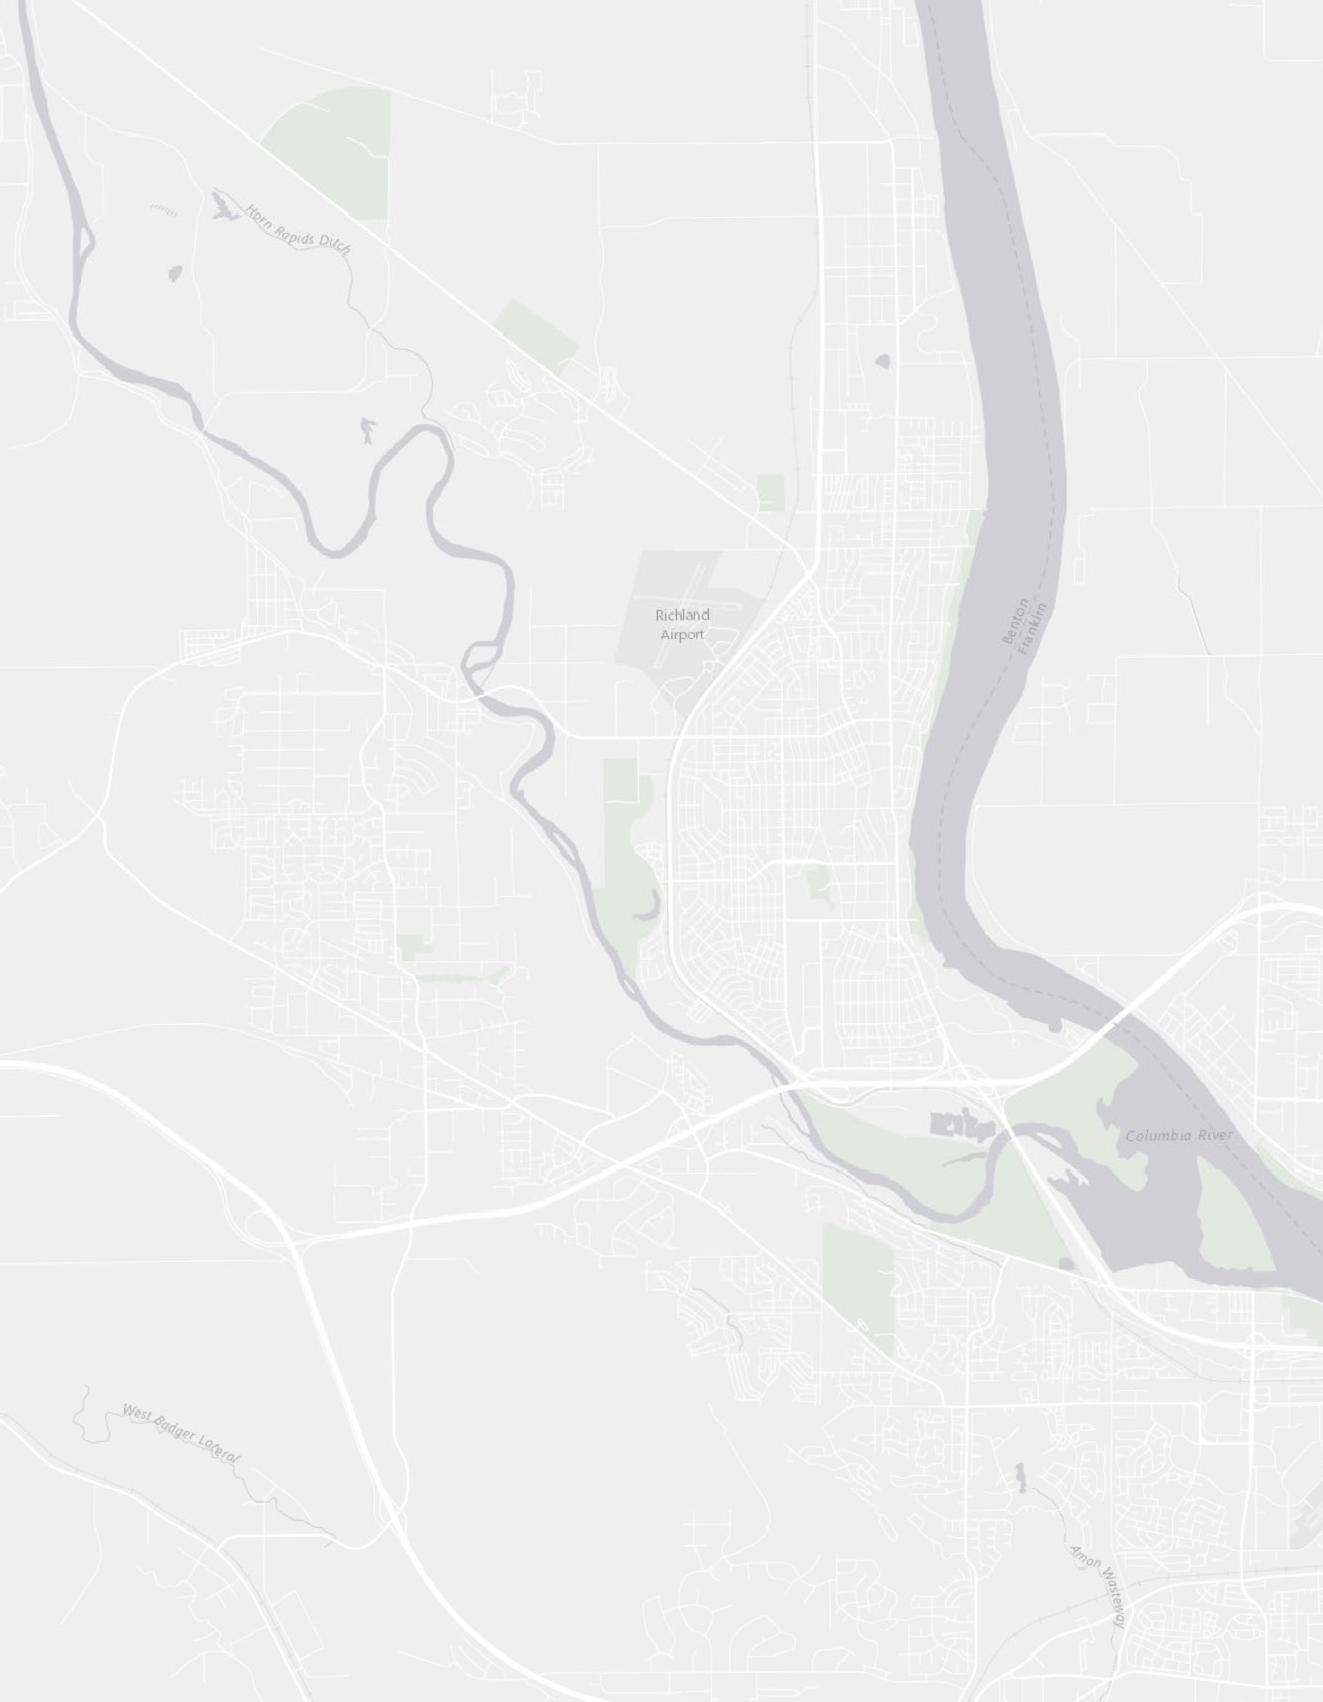 Horn Rapids Ditch
Richland
Airport
Benton
Franklin
Columbia River
West Badger Lateral
Amon Wasteway